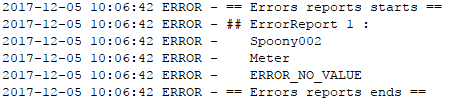 2017-12-05 10:06:42 ERROR - == Errors reports starts ==
2017-12-05 10:06:42 ERROR - ## ErrorReport 1 :
2017-12-05 10:06:42 ERROR -    Spoony002
2017-12-05 10:06:42 ERROR -    Meter
2017-12-05 10:06:42 ERROR -    ERROR_NO_VALUE
2017-12-05 10:06:42 ERROR - == Errors reports ends ==